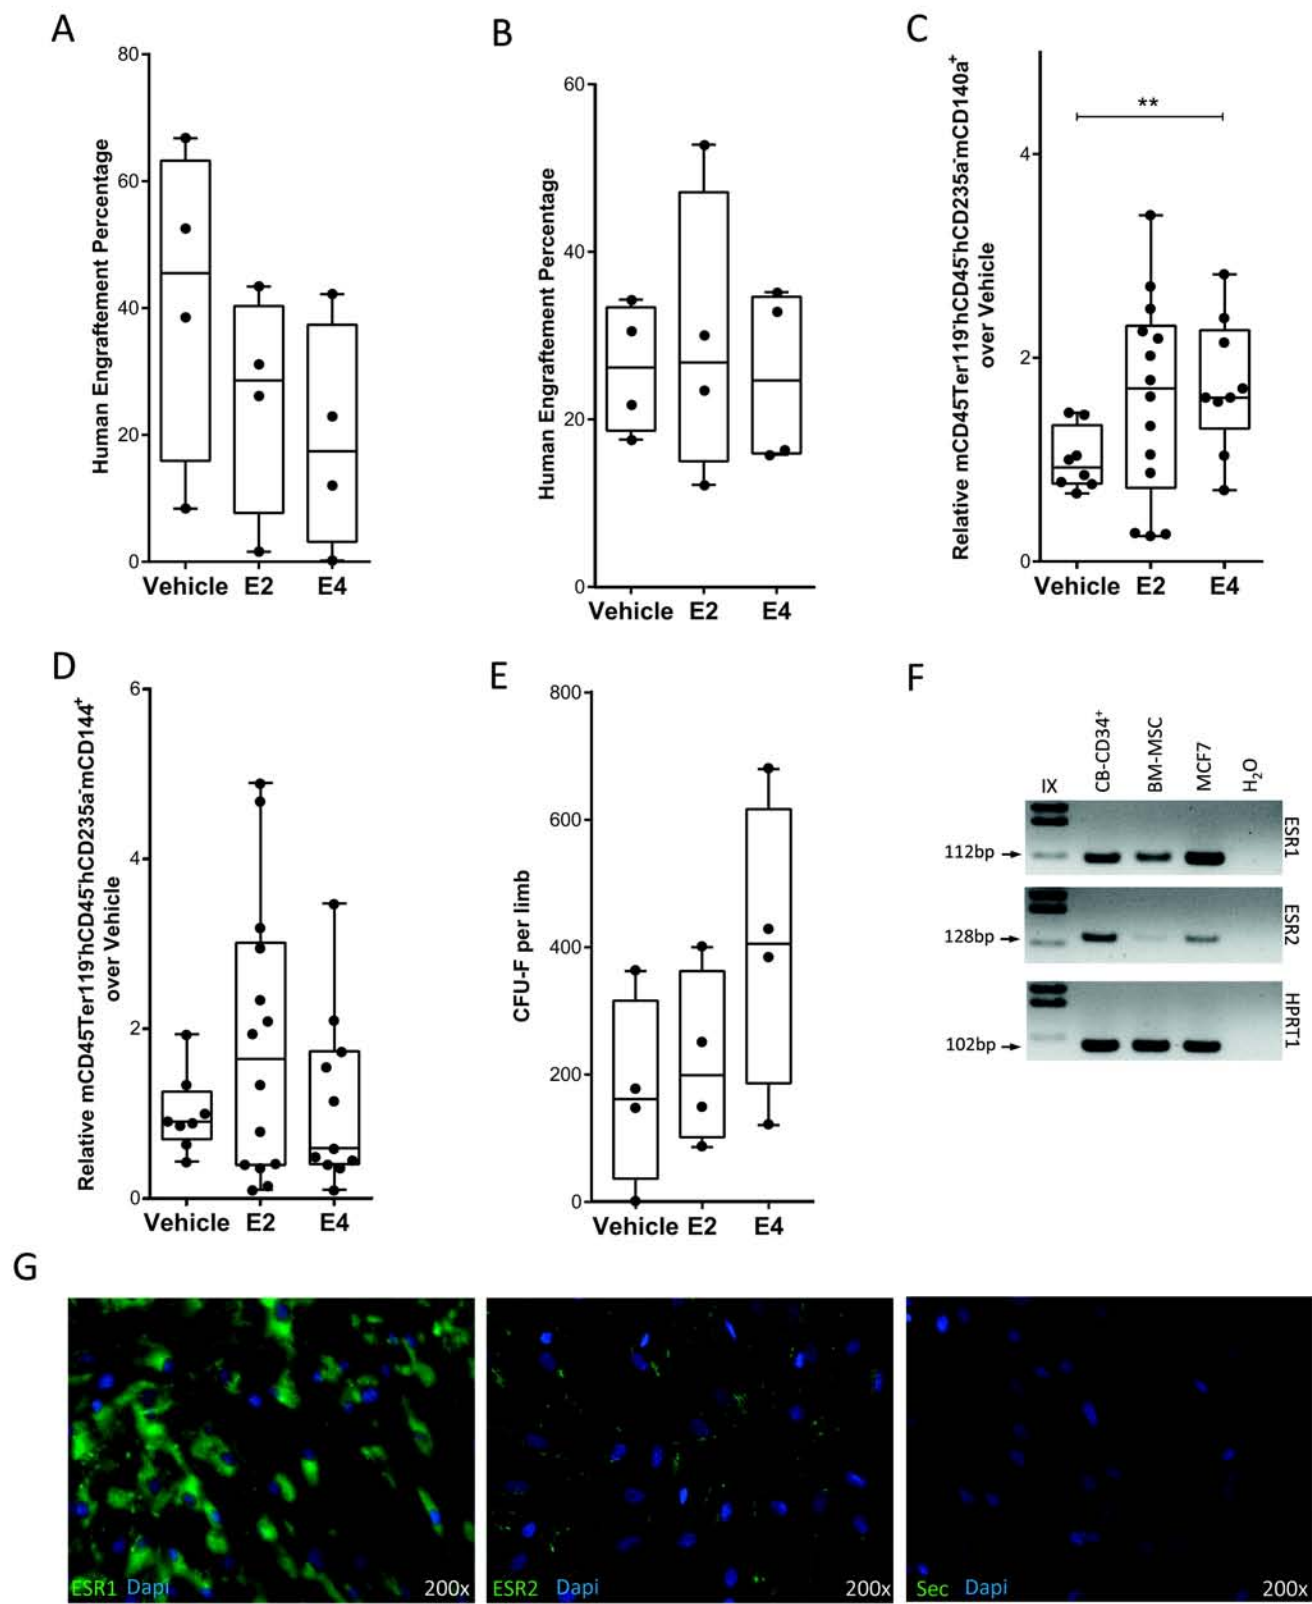 A
Human Engraftement Percentage
80
60
40
20
0
Vehicle E2 E4
B
Human Engraftement Percentage
60
40
20
0
Vehicle E2 E4
C
Relative mCD45⁻Ter119⁻hCD45⁻hCD235a⁻mCD140a⁺
over Vehicle
**
4
2
0
Vehicle E2 E4
D
Relative mCD45⁻Ter119⁻hCD45⁻hCD235a⁻mCD144⁺
over Vehicle
6
4
2
0
Vehicle E2 E4
E
CFU-F per limb
800
600
400
200
0
Vehicle E2 E4
F
IX CB-CD34⁺ BM-MSC MCF7 H₂O
112bp ESR1
128bp ESR2
102bp HPRT1
G
ESR1 Dapi 200x
ESR2 Dapi 200x
Sec Dapi 200x